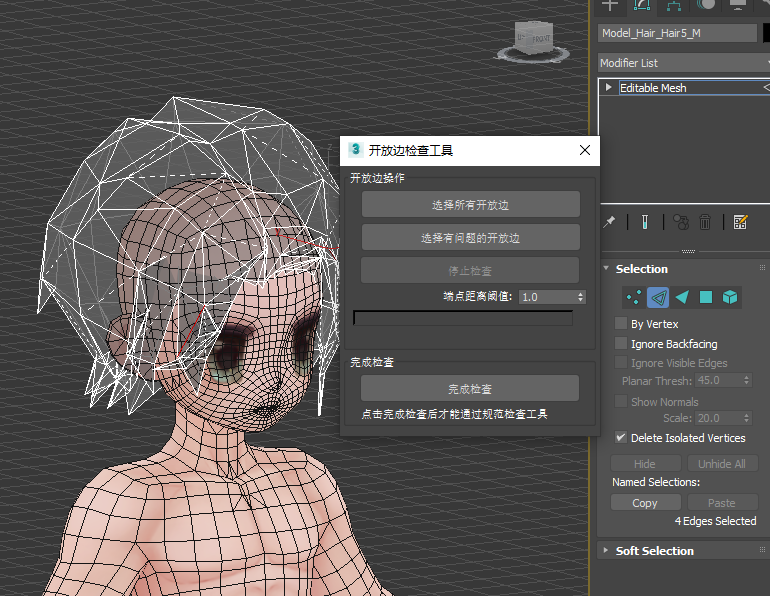 Model_Hair_Hair5_M
Modifier List
Editable Mesh
FRONT
3 开放边检查工具
开放边操作
选择所有开放边
选择有问题的开放边
停止检查
端点距离阈值: 1.0
完成检查
完成检查
点击完成检查后才能通过规范检查工具
Selection
By Vertex
Ignore Backfacing
Ignore Visible Edges
Planar Thresh: 45.0
Show Normals
Scale: 20.0
Delete Isolated Vertices
Hide
Unhide All
Named Selections:
Copy
Paste
4 Edges Selected
Soft Selection